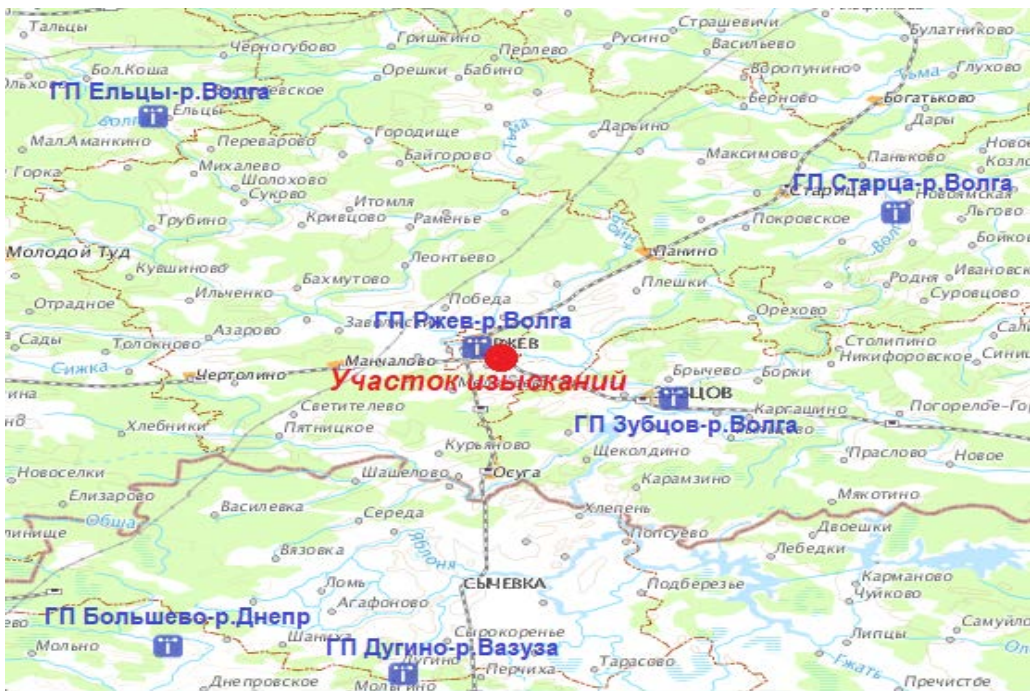 Тальцы
Страшевичи
Булатниково
Гришкино
Русино
Черногубово
Перлево
Васильево
Бол.Коша
Орешки
Бабино
Воропунино
Тьма
Глухово
ГП Ельцы-р.Волга
Ельцы
Берново
Богатьково
Городище
Тьма
Дарьино
Дары
Мал.Аманкино
Переварово
Байгорово
Максимово
Паньково
Горка
Михалево
Шолохово
Суково
Итомля
ГП Старца-р.Волга
Старица
Трубино
Кривцово
Раменье
Покровское
Льгово
Молодой Туд
Леонтьево
Панино
Кувшиново
Бахмутово
Плешки
Родня
Ильченко
Суровцово
Отрадное
Победа
Орехово
ГП Ржев-р.Волга
Азарово
Сады
Толокново
РЖЕВ
Столипино
Манчалово
Никифоровское
Сижка
Чертолино
Участок изысканий
Брычево
Борки
ЦОВ
Светителево
Каргашино
ГП Зубцов-р.Волга
Хлебники
Пятницкое
Курьяново
Щеколдино
Праслово
Новое
Новоселки
Шашелово
Осуга
Карамзино
Елизарово
Мякотино
Обша
Василевка
Середа
Хлепень
Попсуево
Двоешки
Яблоня
Лебедки
Вязовка
Ломь
СЫЧЕВКА
Подберезье
Карманово
Чуйково
Агафоново
ГП Большево-р.Днепр
Сырокоренье
Липцы
Мольно
ГП Дугино-р.Вазуза
Тарасово
Гжать
Днепровское
Перчиха
Пречистое